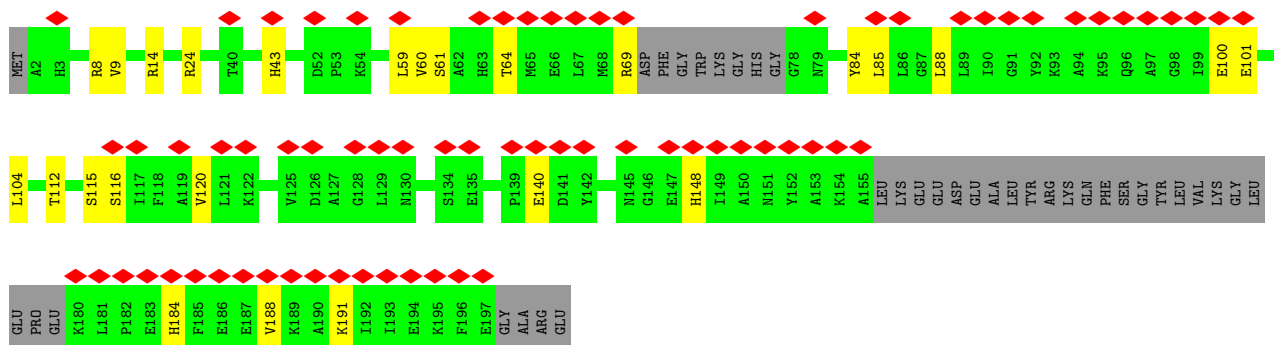 MET A2 H3 R8 V9 R14 R24 T40 H43 D52 P53 K54 L59 V60 S61 A62 H63 T64 M65 E66 L67 M68 R69 ASP PHE GLY TRP LYS GLY HIS GLY G78 N79 Y84 L85 L86 G87 L88 L89 I90 G91 Y92 K93 A94 K95 Q96 A97 G98 I99 E100 E101
L104 T112 S115 S116 I117 F118 A119 V120 L121 K122 V125 D126 A127 G128 L129 N130 S134 E135 P139 E140 D141 Y142 N145 G146 E147 H148 I149 A150 N151 Y152 A153 K154 A155 LEU LYS GLU GLU ASP GLU ALA LEU TYR ARG LYS GLN PHE SER GLY TYR LEU VAL LYS GLY LEU
GLU PRO GLU K180 L181 P182 E183 H184 F185 E186 E187 V188 K189 A190 K191 I192 I193 E194 K195 F196 E197 GLY ALA ARG GLU